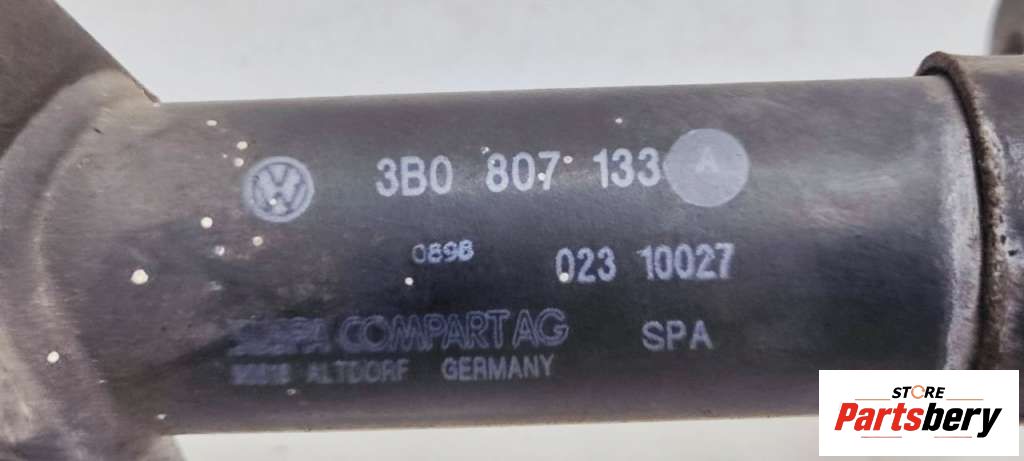 3B0 807 133 A
0898
023 10027
COMPART AG
SPA
ALTDORF GERMANY
STORE
Partsbery